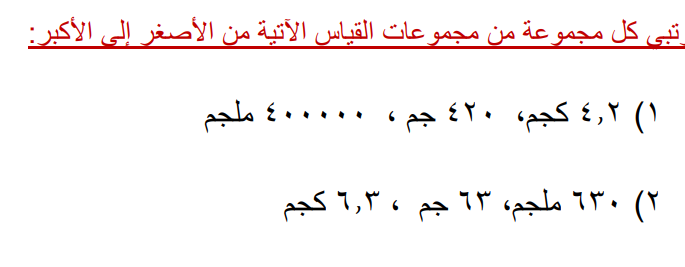 رتبي كل مجموعة من مجموعات القياس الآتية من الأصغر إلى الأكبر:
١) ٤,٢ كجم، ٤٢٠ جم ، ٤٠٠٠٠٠ ملجم
٢) ٦٣٠ ملجم، ٦٣ جم ، ٦,٣ كجم